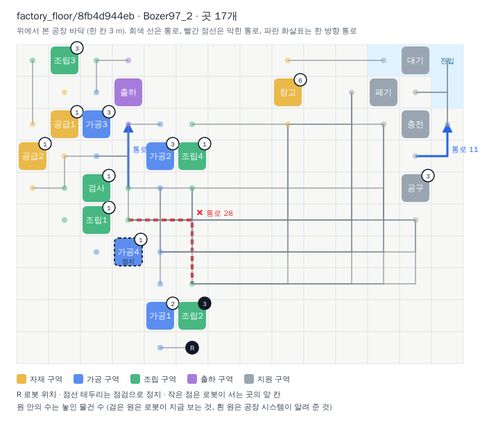 factory_floor/8fb4d944eb · Bozer97_2 · 곳 17개
위에서 본 공장 바닥 (한 칸 3 m). 회색 선은 통로, 빨간 점선은 막힌 통로, 파란 화살표는 한 방향 통로
조립3 3
대기
진입
출하
창고 6
폐기
공급1 1
가공3 3
충전
공급2 1
통로
가공2 3
조립4 1
통로 11
검사 1
공구 3
조립1 1
✕ 통로 28
가공4 1
정지
가공1 2
조립2 3
R
자재 구역
가공 구역
조립 구역
출하 구역
지원 구역
R 로봇 위치 · 점선 테두리는 점검으로 정지 · 작은 점은 로봇이 서는 곳의 앞 칸
원 안의 수는 놓인 물건 수 (검은 원은 로봇이 지금 보는 것, 흰 원은 공장 시스템이 알려 준 것)